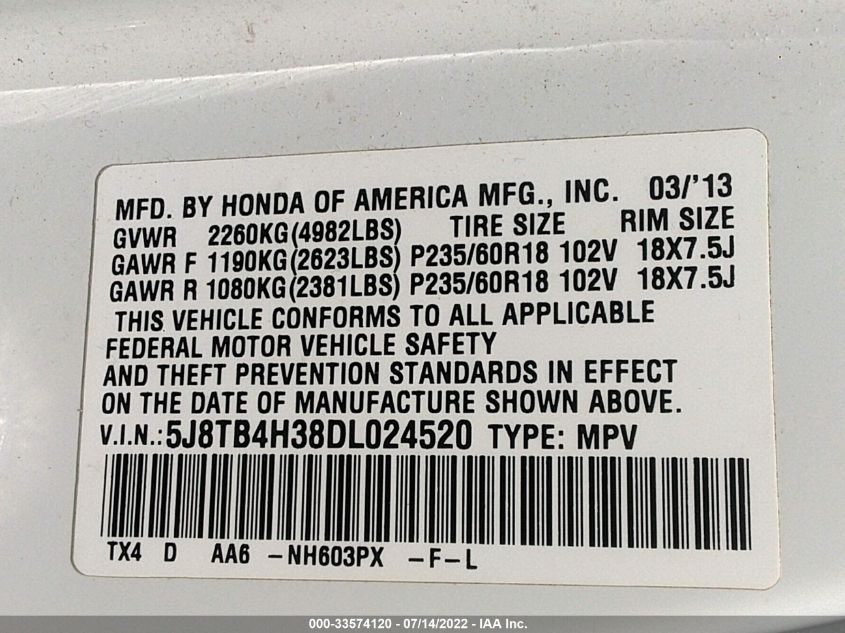 MFD. BY HONDA OF AMERICA MFG., INC. 03/'13
GVWR 2260KG(4982LBS) TIRE SIZE RIM SIZE
GAWR F 1190KG(2623LBS) P235/60R18 102V 18X7.5J
GAWR R 1080KG(2381LBS) P235/60R18 102V 18X7.5J
THIS VEHICLE CONFORMS TO ALL APPLICABLE
FEDERAL MOTOR VEHICLE SAFETY
AND THEFT PREVENTION STANDARDS IN EFFECT
ON THE DATE OF MANUFACTURE SHOWN ABOVE.
V.I.N.:5J8TB4H38DL024520 TYPE: MPV
TX4 D AA6 -NH603PX -F-L
000-33574120 - 07/14/2022 - IAA Inc.